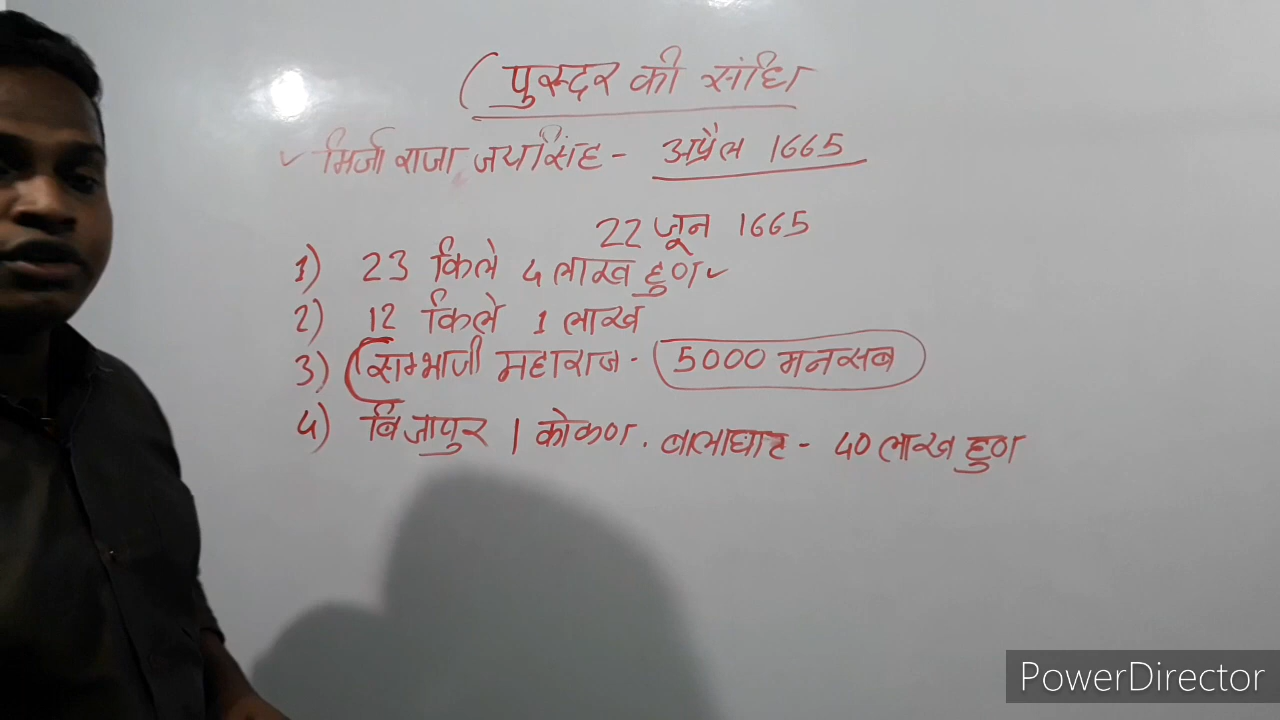 ( पुरन्दर की संधि
✓ मिर्जा राजा जयसिंह - अप्रैल 1665
22 जून 1665
1) 23 किले 4 लाख हुण ✓
2) 12 किले 1 लाख
3) सम्भाजी महाराज - 5000 मनसब
4) बिजापुर | कोकण . बालाघाट - 40 लाख हुण
PowerDirector